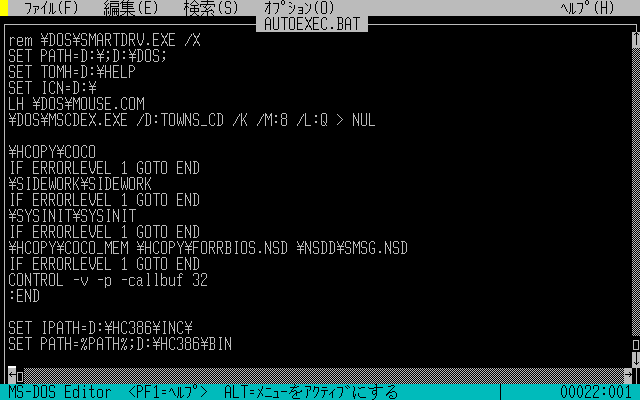 ﾌｧｲﾙ(F) 編集(E) 検索(S) ｵﾌﾟｼｮﾝ(O) ﾍﾙﾌﾟ(H)
AUTOEXEC.BAT
rem ¥DOS¥SMARTDRV.EXE /X
SET PATH=D:¥;D:¥DOS;
SET TOMH=D:¥HELP
SET ICN=D:¥
LH ¥DOS¥MOUSE.COM
¥DOS¥MSCDEX.EXE /D:TOWNS_CD /K /M:8 /L:Q > NUL
¥HCOPY¥COCO
IF ERRORLEVEL 1 GOTO END
¥SIDEWORK¥SIDEWORK
IF ERRORLEVEL 1 GOTO END
¥SYSINIT¥SYSINIT
IF ERRORLEVEL 1 GOTO END
¥HCOPY¥COCO_MEM ¥HCOPY¥FORRBIOS.NSD ¥NSDD¥SMSG.NSD
IF ERRORLEVEL 1 GOTO END
CONTROL -v -p -callbuf 32
:END
SET IPATH=D:¥HC386¥INC¥
SET PATH=%PATH%;D:¥HC386¥BIN
MS-DOS Editor <PF1=ﾍﾙﾌﾟ> ALT=ﾒﾆｭｰをｱｸﾃｨﾌﾞにする 00022:001